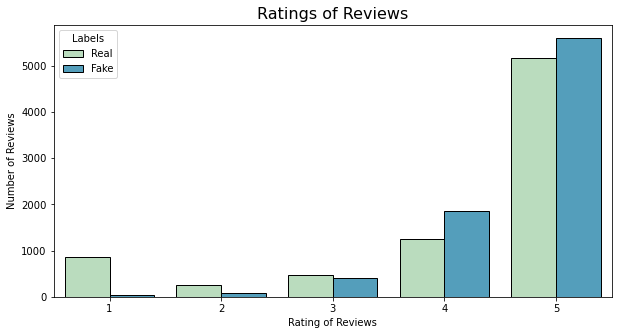 Ratings of Reviews
Labels
Real
Fake
Number of Reviews
5000
4000
3000
2000
1000
0
1 2 3 4 5
Rating of Reviews